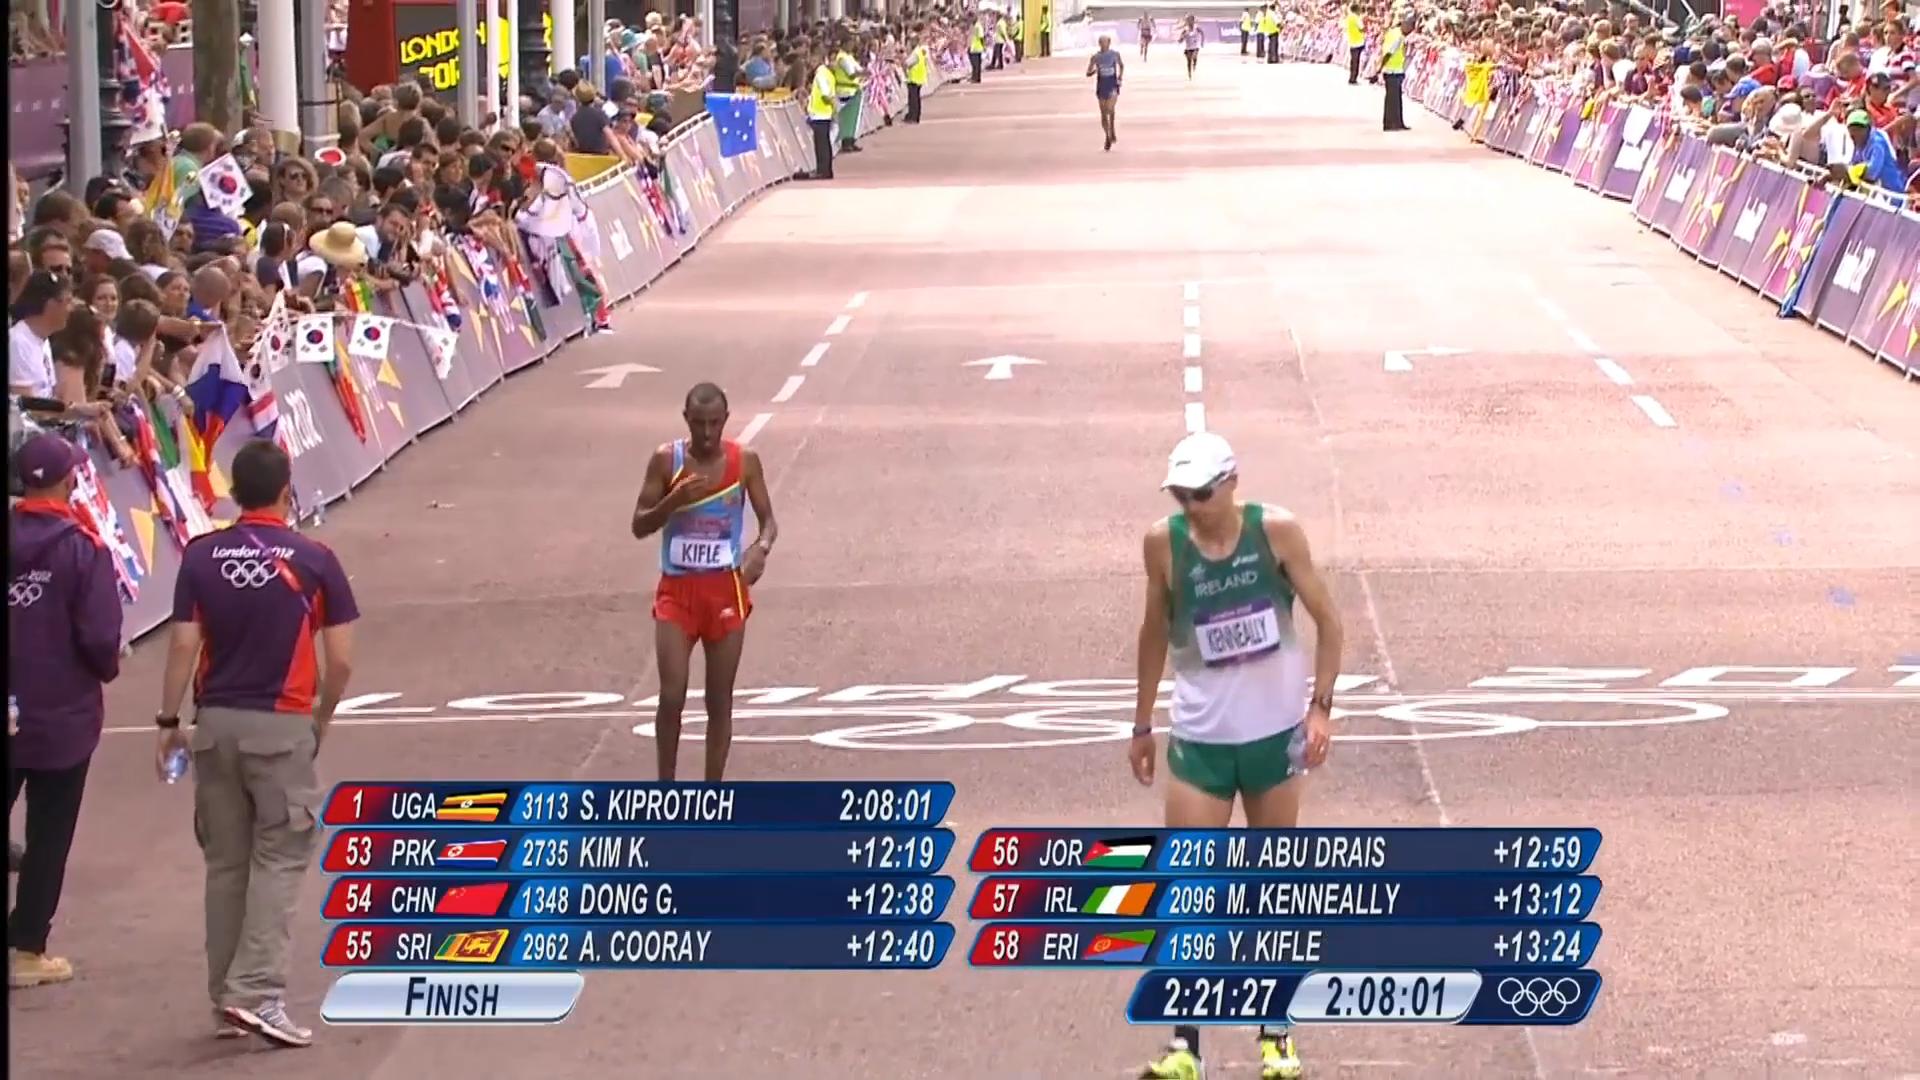 LONDON
2012
London 2012
KIFLE
IRELAND
KENNEALLY
London 2012
1 UGA 3113 S. KIPROTICH 2:08:01
53 PRK 2735 KIM K. +12:19
54 CHN 1348 DONG G. +12:38
55 SRI 2962 A. COORAY +12:40
56 JOR 2216 M. ABU DRAIS +12:59
57 IRL 2096 M. KENNEALLY +13:12
58 ERI 1596 Y. KIFLE +13:24
FINISH
2:21:27 2:08:01